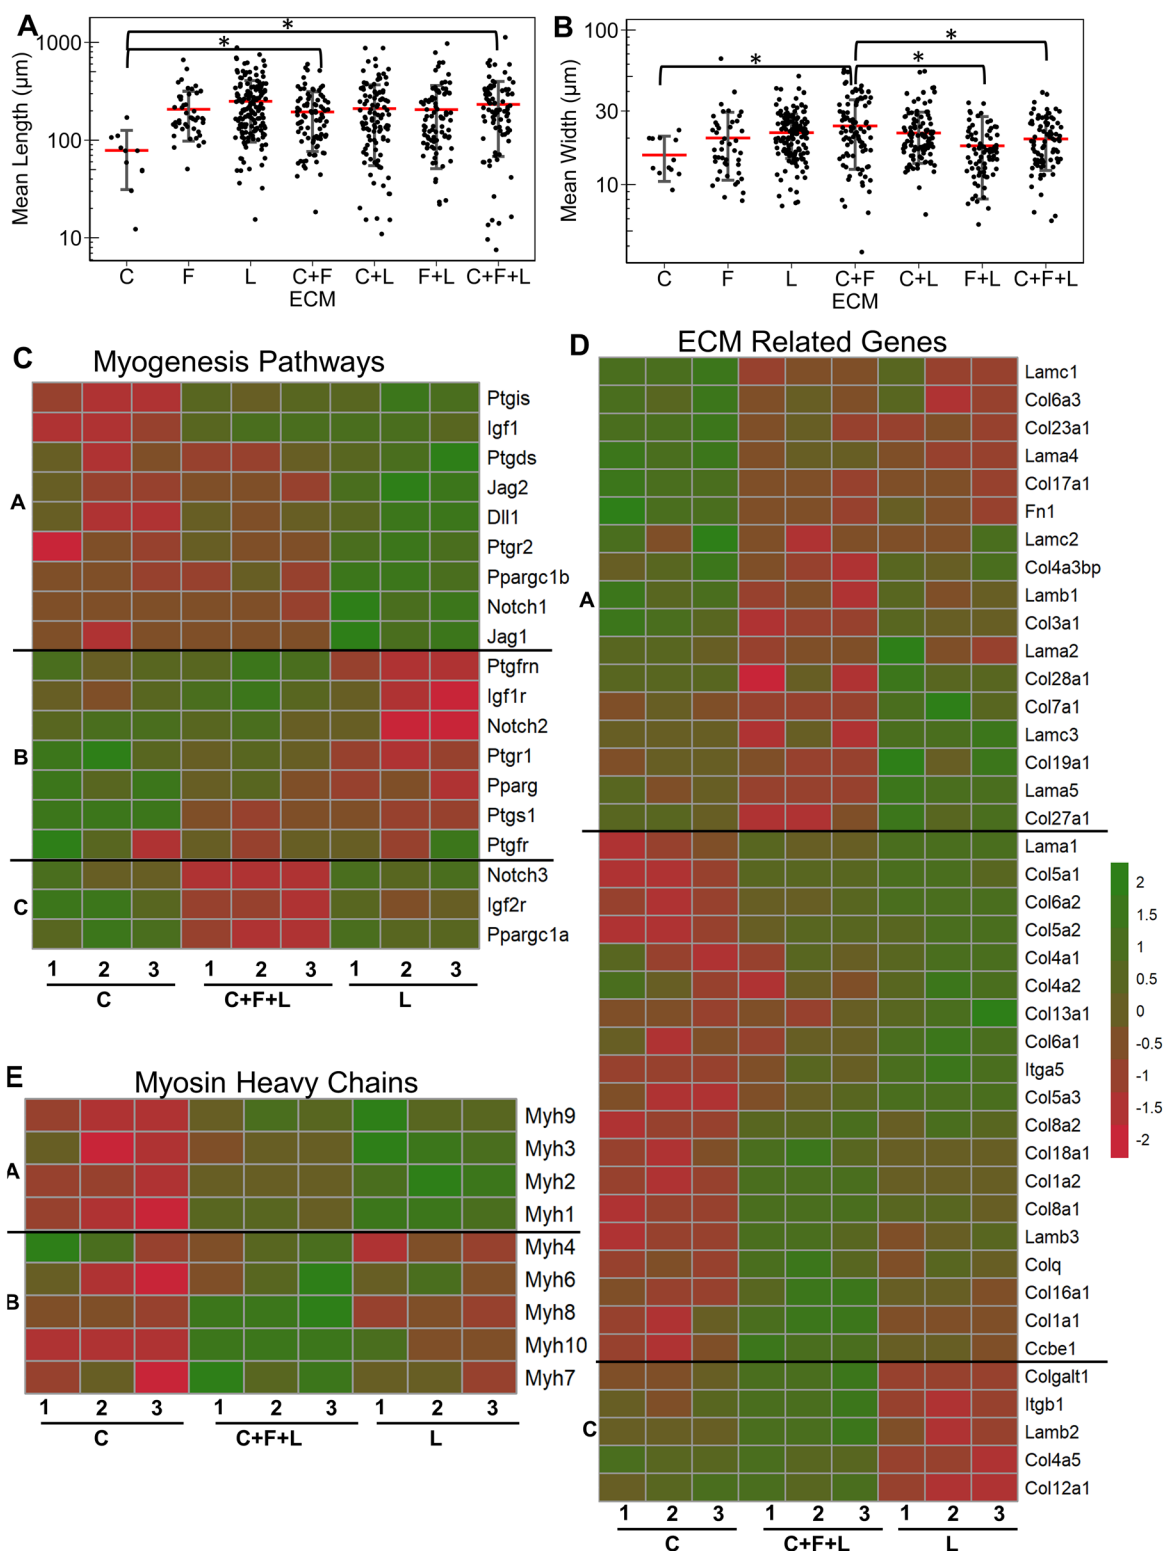 A
B
*
*
*
*
*
Mean Length (μm)
1000
100
10
C F L C+F C+L F+L C+F+L
ECM
Mean Width (μm)
100
30
10
C F L C+F C+L F+L C+F+L
ECM
C
Myogenesis Pathways
A
B
C
Ptgis
Igf1
Ptgds
Jag2
Dll1
Ptgr2
Ppargc1b
Notch1
Jag1
Ptgfrn
Igf1r
Notch2
Ptgr1
Pparg
Ptgs1
Ptgfr
Notch3
Igf2r
Ppargc1a
1 2 3 1 2 3 1 2 3
C C+F+L L
D
ECM Related Genes
A
B
C
Lamc1
Col6a3
Col23a1
Lama4
Col17a1
Fn1
Lamc2
Col4a3bp
Lamb1
Col3a1
Lama2
Col28a1
Col7a1
Lamc3
Col19a1
Lama5
Col27a1
Lama1
Col5a1
Col6a2
Col5a2
Col4a1
Col4a2
Col13a1
Col6a1
Itga5
Col5a3
Col8a2
Col18a1
Col1a2
Col8a1
Lamb3
Colq
Col16a1
Col1a1
Ccbe1
Colgalt1
Itgb1
Lamb2
Col4a5
Col12a1
1 2 3 1 2 3 1 2 3
C C+F+L L
2
1.5
1
0.5
0
-0.5
-1
-1.5
-2
E
Myosin Heavy Chains
A
B
Myh9
Myh3
Myh2
Myh1
Myh4
Myh6
Myh8
Myh10
Myh7
1 2 3 1 2 3 1 2 3
C C+F+L L